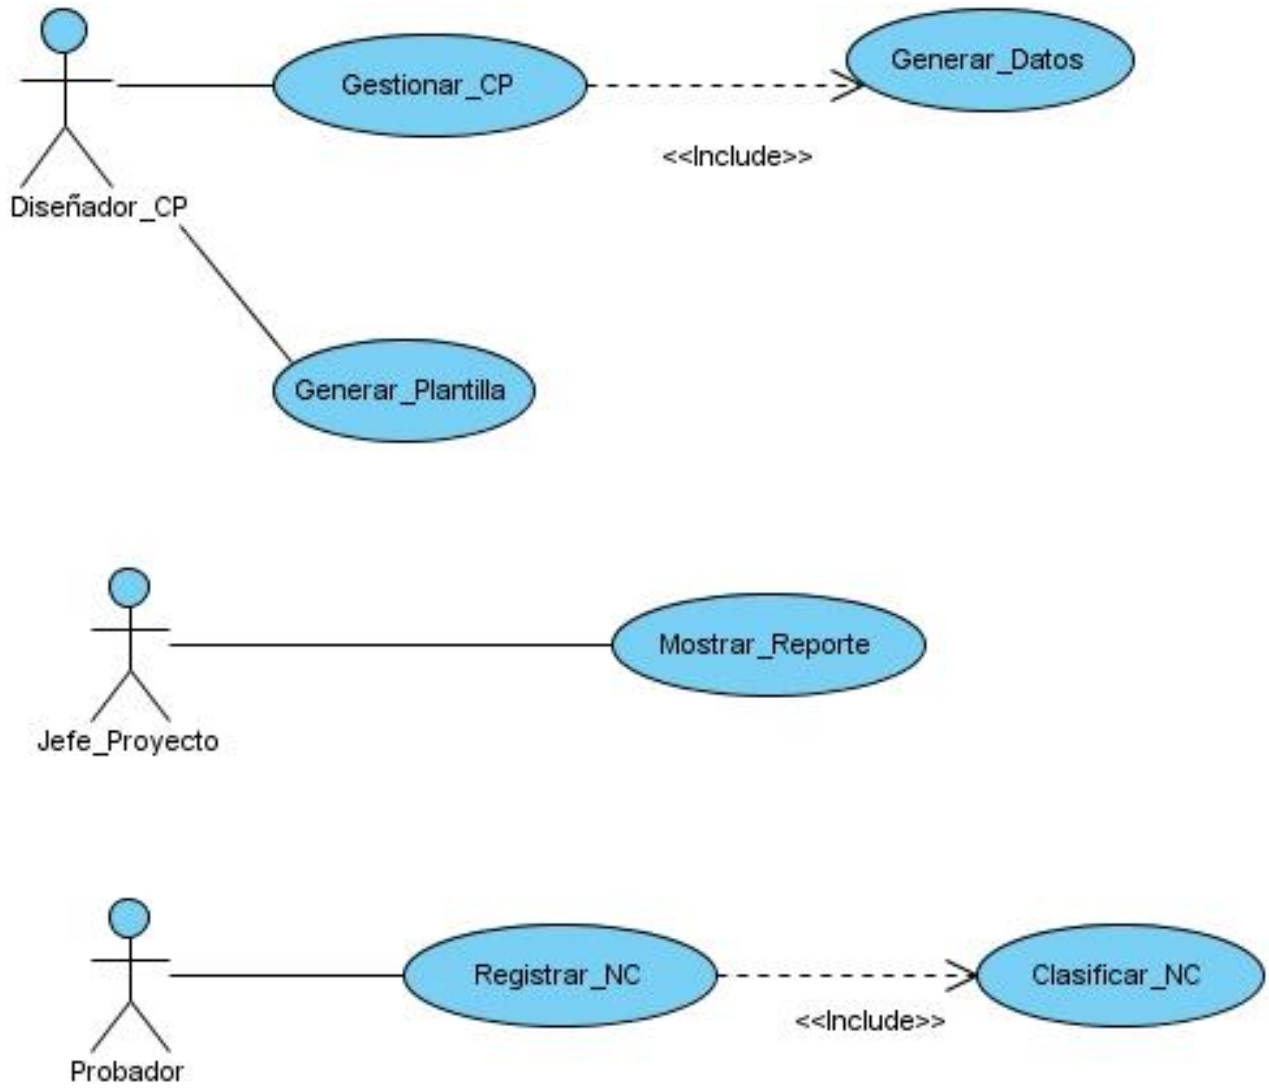 Generar_Datos
Gestionar_CP
<<Include>>
Diseñador_CP
Generar_Plantilla
Mostrar_Reporte
Jefe_Proyecto
Registrar_NC
Clasificar_NC
<<Include>>
Probador